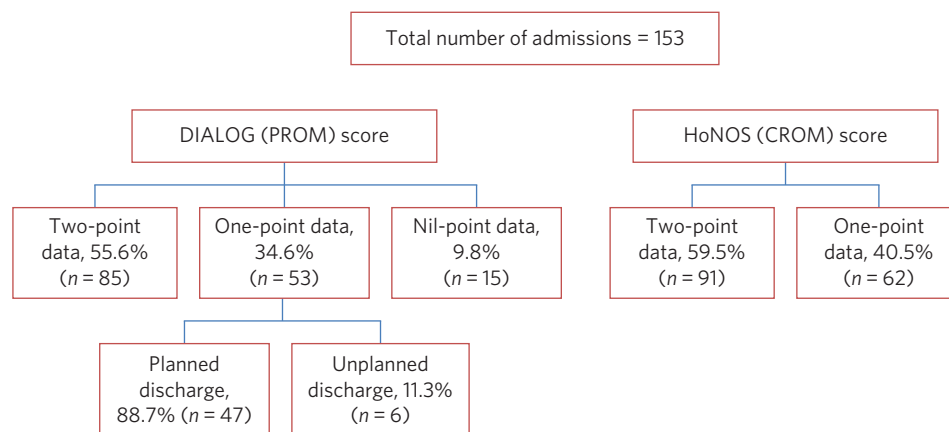 Total number of admissions = 153
DIALOG (PROM) score
HoNOS (CROM) score
Two-point
data, 55.6%
(n = 85)
One-point data,
34.6%
(n = 53)
Nil-point data,
9.8%
(n = 15)
Two-point
data, 59.5%
(n = 91)
One-point
data, 40.5%
(n = 62)
Planned
discharge,
88.7% (n = 47)
Unplanned
discharge, 11.3%
(n = 6)